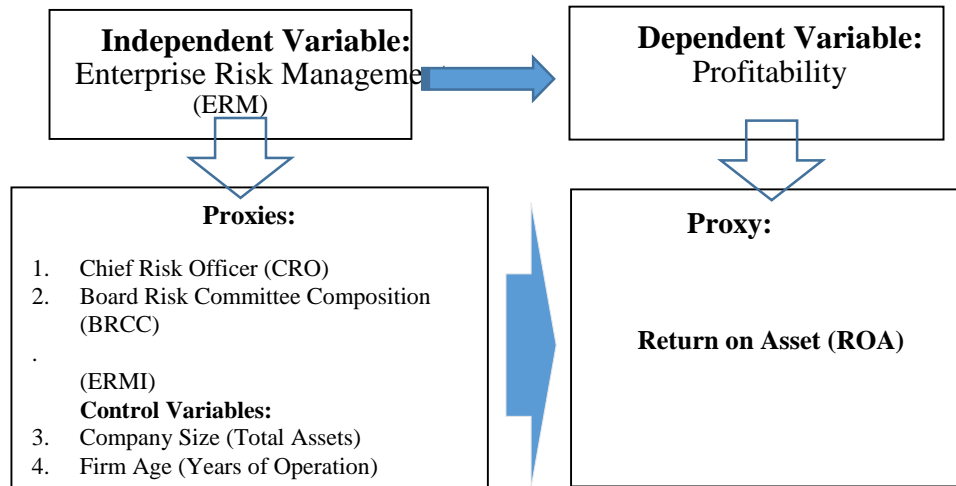 Independent Variable:
Enterprise Risk Management
(ERM)
Dependent Variable:
Profitability
Proxies:
1. Chief Risk Officer (CRO)
2. Board Risk Committee Composition
(BRCC)
.
(ERMI)
Control Variables:
3. Company Size (Total Assets)
4. Firm Age (Years of Operation)
Proxy:
Return on Asset (ROA)